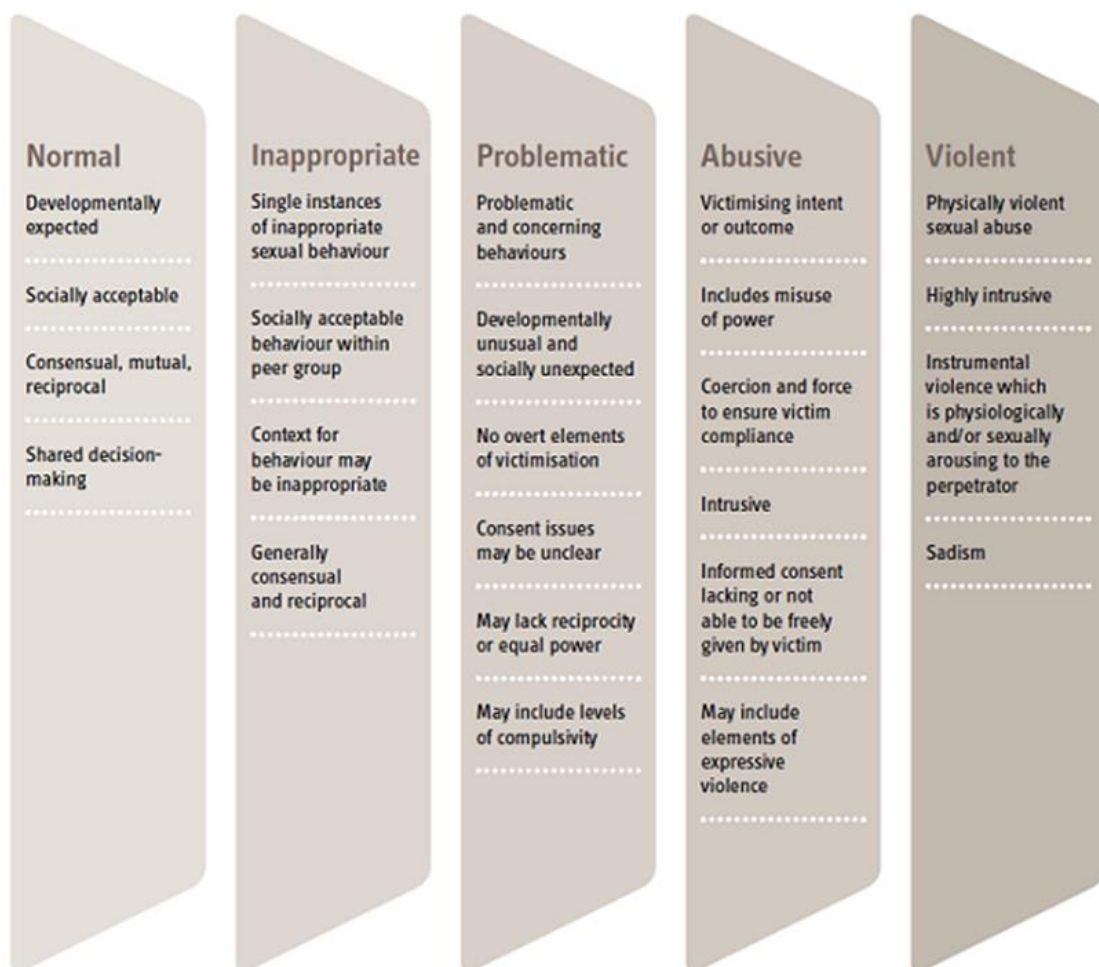 Normal
Developmentally
expected
Socially acceptable
Consensual, mutual,
reciprocal
Shared decision-
making
Inappropriate
Single instances
of inappropriate
sexual behaviour
Socially acceptable
behaviour within
peer group
Context for
behaviour may
be inappropriate
Generally
consensual
and reciprocal
Problematic
Problematic
and concerning
behaviours
Developmentally
unusual and
socially unexpected
No overt elements
of victimisation
Consent issues
may be unclear
May lack reciprocity
or equal power
May include levels
of compulsivity
Abusive
Victimising intent
or outcome
Includes misuse
of power
Coercion and force
to ensure victim
compliance
Intrusive
Informed consent
lacking or not
able to be freely
given by victim
May include
elements of
expressive
violence
Violent
Physically violent
sexual abuse
Highly intrusive
Instrumental
violence which
is physiologically
and/or sexually
arousing to the
perpetrator
Sadism